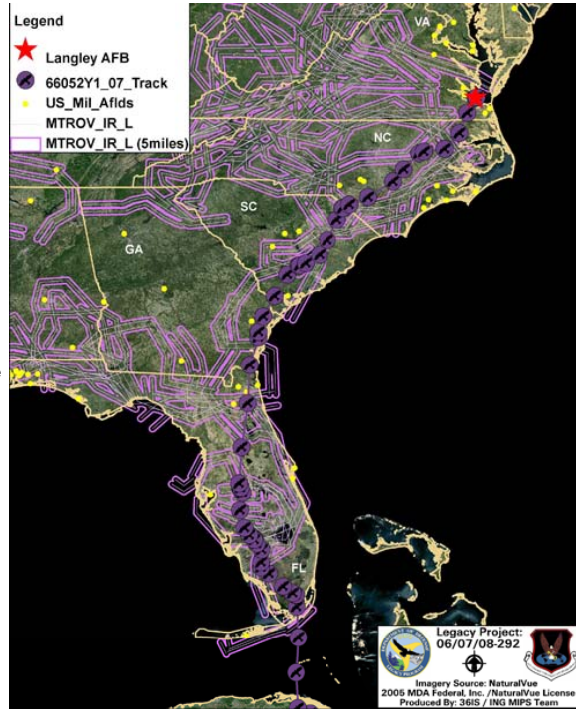 Legend
Langley AFB
66052Y1_07_Track
US_Mil_Aflds
MTROV_IR_L
MTROV_IR_L (5miles)
VA
NC
SC
GA
FL
Legacy Project:
06/07/08-292
Imagery Source: NaturalVue
2005 MDA Federal, Inc. /NaturalVue License
Produced By: 36IS / ING MIPS Team